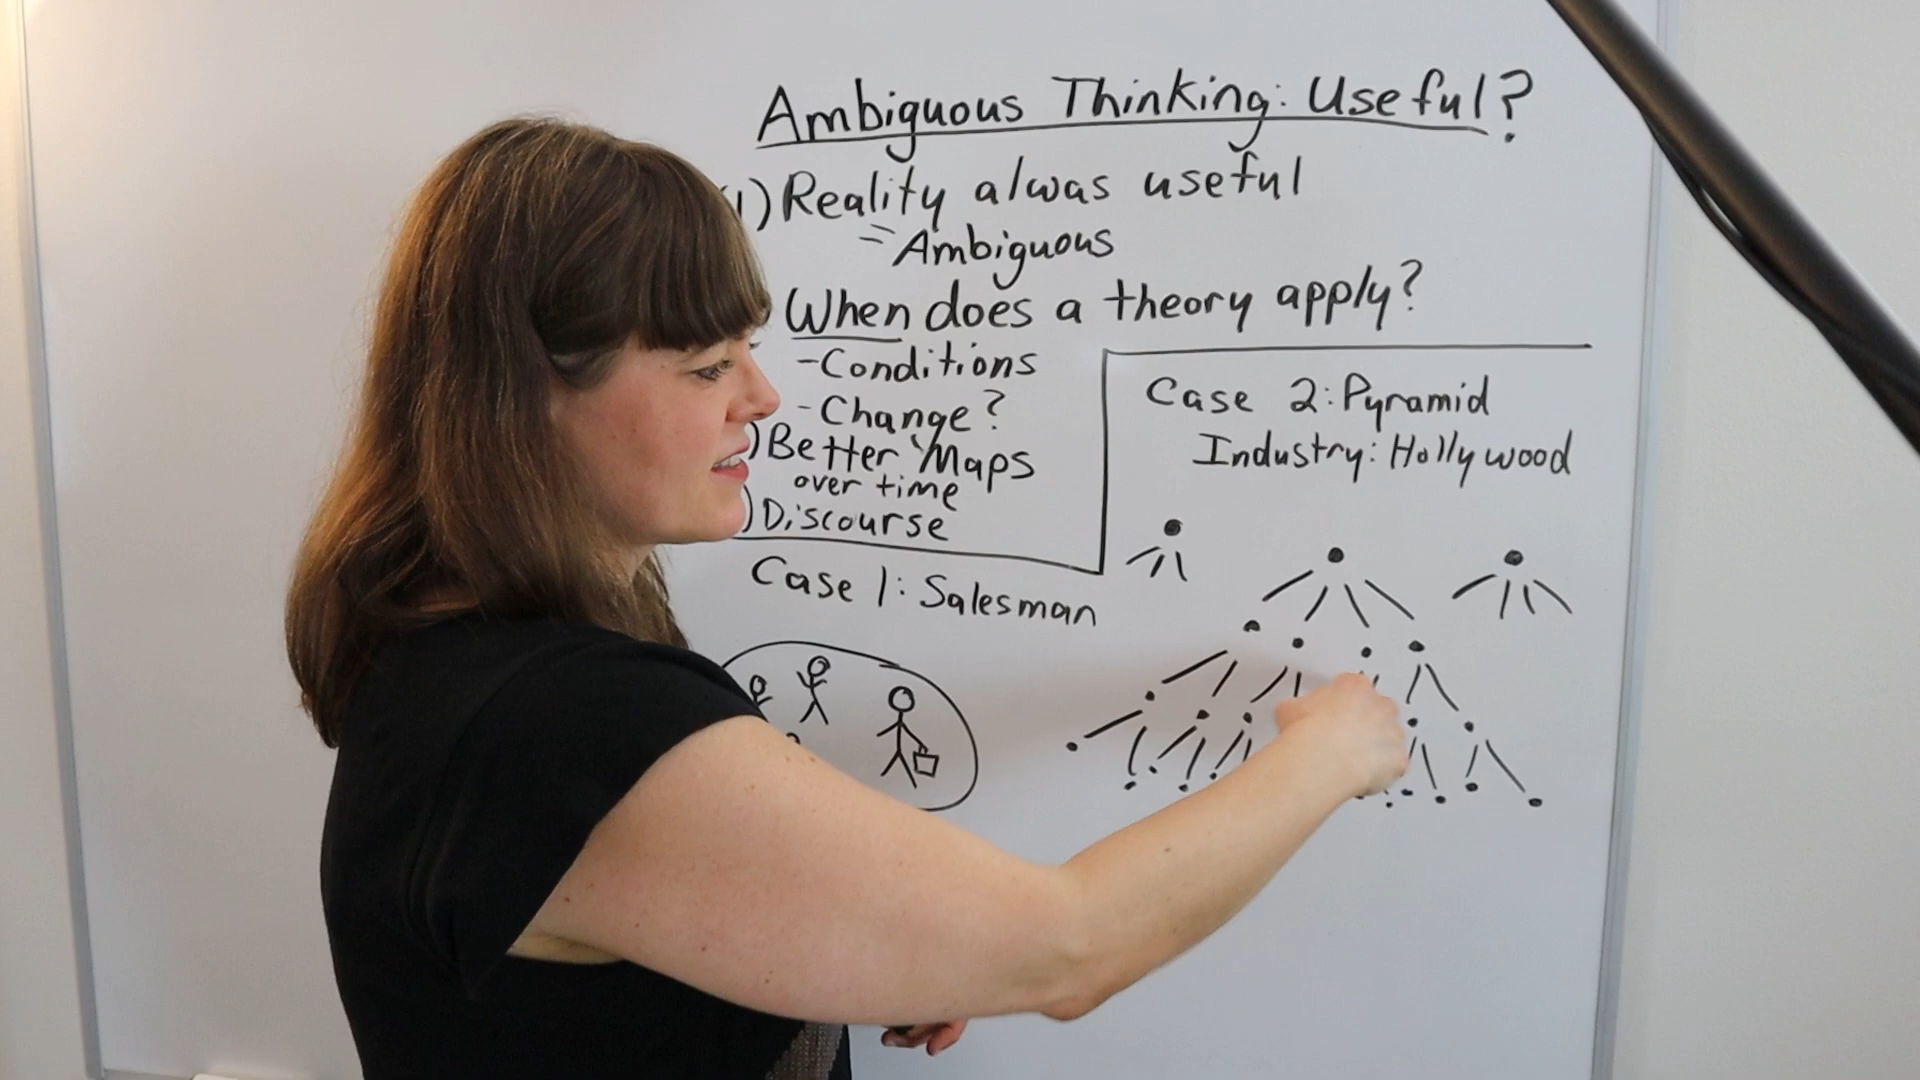 Ambiguous Thinking: Useful?
1) Reality alwas useful
= Ambiguous
When does a theory apply?
- Conditions
- Change?
) Better Maps
over time
) Discourse
Case 1: Salesman
Case 2: Pyramid
Industry: Hollywood